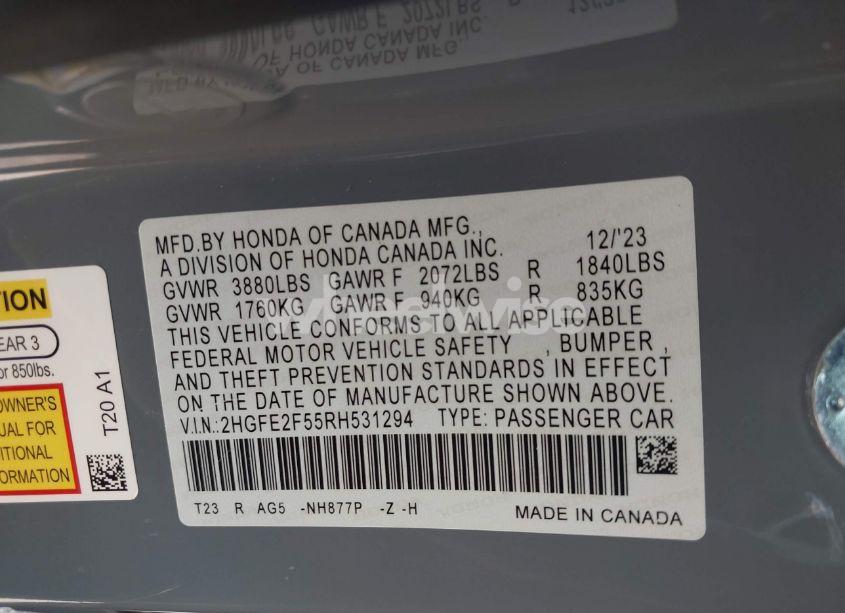 MFD.BY HONDA OF CANADA MFG., 12/'23
A DIVISION OF HONDA CANADA INC.
GVWR 3880LBS GAWR F 2072LBS R 1840LBS
GVWR 1760KG GAWR F 940KG R 835KG
THIS VEHICLE CONFORMS TO ALL APPLICABLE
FEDERAL MOTOR VEHICLE SAFETY , BUMPER ,
AND THEFT PREVENTION STANDARDS IN EFFECT
ON THE DATE OF MANUFACTURE SHOWN ABOVE.
V.I.N.:2HGFE2F55RH531294 TYPE: PASSENGER CAR
T23 R AG5 -NH877P -Z -H MADE IN CANADA
TION
EAR 3
or 850lbs.
OWNER'S
UAL FOR
ITIONAL
FORMATION
T20 A1
wheelwise